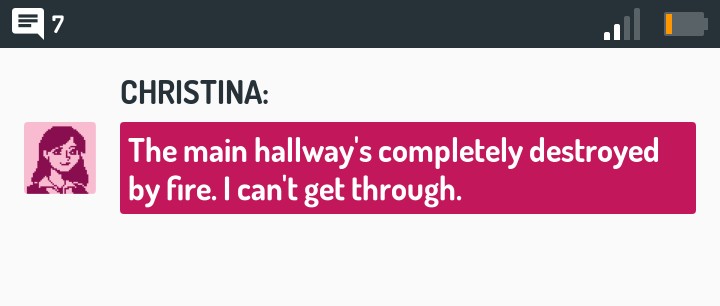 7
CHRISTINA:
The main hallway's completely destroyed
by fire. I can't get through.